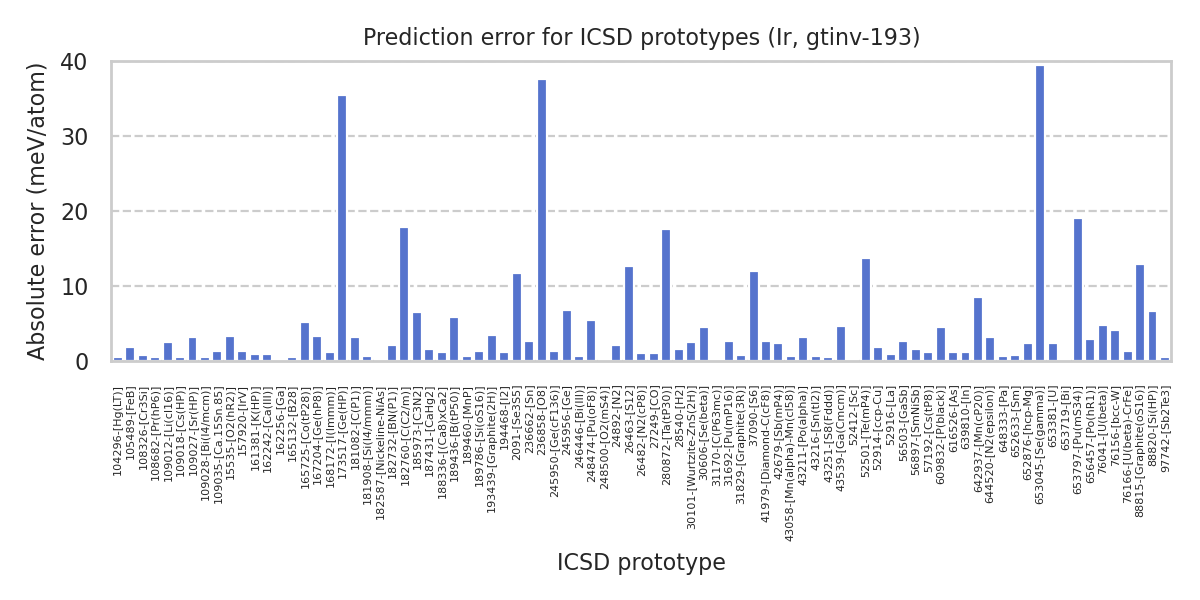 Prediction error for ICSD prototypes (Ir, gtinv-193)
Absolute error (meV/atom)
40
30
20
10
0
104296-[Hg(LT)]
105489-[FeB]
108326-[Cr3Si]
108682-[Pr(hP6)]
109012-[Li(cI16)]
109018-[Cs(HP)]
109027-[Sr(HP)]
109028-[Bi(I4/mcm)]
109035-[Ca.15Sn.85]
15535-[O2(hR2)]
157920-[IrV]
161381-[K(HP)]
162242-[Ca(III)]
162256-[Ga]
165132-[B28]
165725-[Co(tP28)]
167204-[Ge(hP8)]
168172-[I(Immm)]
173517-[Ge(HP)]
181082-[C(P1)]
181908-[Si(I4/mmm)]
182587-[Nickeline-NiAs]
182732-[BN(P1)]
182760-[C(C2/m)]
185973-[C3N2]
187431-[CaHg2]
188336-[(Ca8)xCa2]
189436-[B(tP50)]
189460-[MnP]
189786-[Si(oS16)]
193439-[Graphite(2H)]
194468-[I2]
20911-[Se3S5]
236662-[Sn]
236858-[O8]
245950-[Ge(cF136)]
245956-[Ge]
246446-[Bi(III)]
248474-[Pu(oF8)]
248500-[O2(mS4)]
24892-[N2]
26463-[S12]
26482-[N2(cP8)]
27249-[CO]
280872-[Ta(tP30)]
28540-[H2]
30101-[Wurtzite-ZnS(2H)]
30606-[Se(beta)]
31170-[C(P63mc)]
31692-[Pu(mP16)]
31829-[Graphite(3R)]
37090-[S6]
41979-[Diamond-C(cF8)]
42679-[Sb(mP4)]
43058-[Mn(alpha)-Mn(cI58)]
43211-[Po(alpha)]
43216-[Sn(tI2)]
43251-[S8(Fddd)]
43539-[Ga(Cmcm)]
52412-[Sc]
52501-[Te(mP4)]
52914-[ccp-Cu]
52916-[La]
56503-[GaSb]
56897-[SmNiSb]
57192-[Cs(tP8)]
609832-[P(black)]
616526-[As]
639810-[In]
642937-[Mn(cP20)]
644520-[N2(epsilon)]
648333-[Pa]
652633-[Sm]
652876-[hcp-Mg]
653045-[Se(gamma)]
653381-[U]
653719-[I]
653797-[Pu(mS34)]
656457-[Po(hR1)]
76041-[U(beta)]
76156-[bcc-W]
76166-[U(beta)-CrFe]
88815-[Graphite(oS16)]
88820-[Si(HP)]
97742-[Sb2Te3]
ICSD prototype